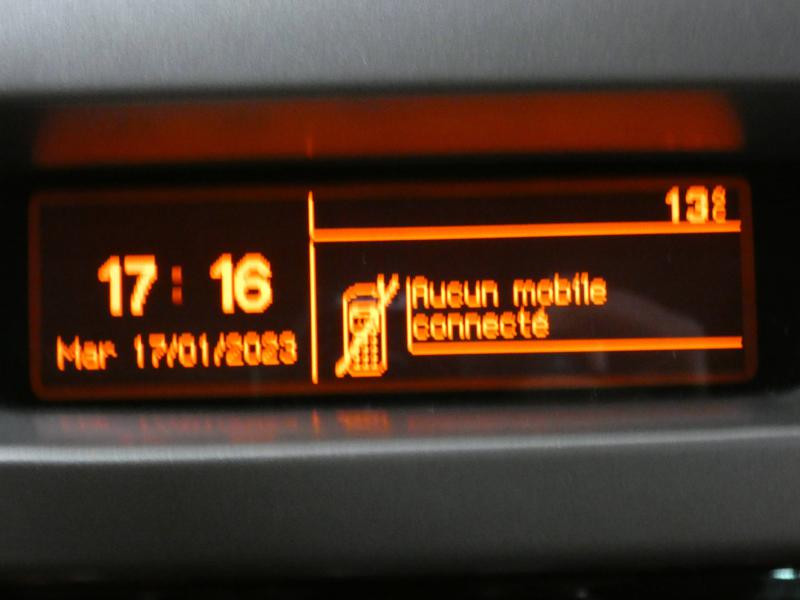 17:16
Mar 17/01/2023
13°C
Aucun mobile
connecté